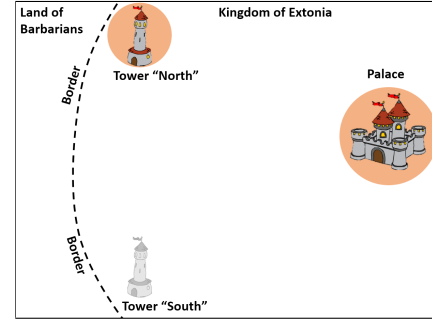 Land of
Barbarians
Kingdom of Extonia
Tower “North”
Palace
Border
Border
Tower “South”